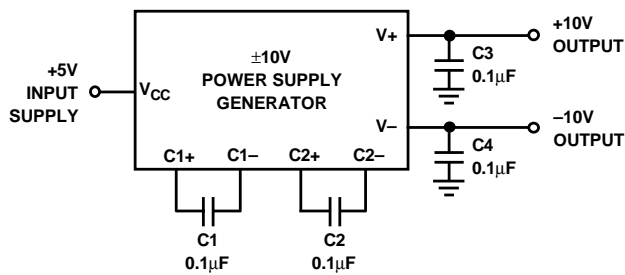 +5V
INPUT
SUPPLY
V_CC
±10V
POWER SUPPLY
GENERATOR
V+
C3
0.1µF
+10V
OUTPUT
V–
C4
0.1µF
–10V
OUTPUT
C1+ C1– C2+ C2–
C1
0.1µF
C2
0.1µF